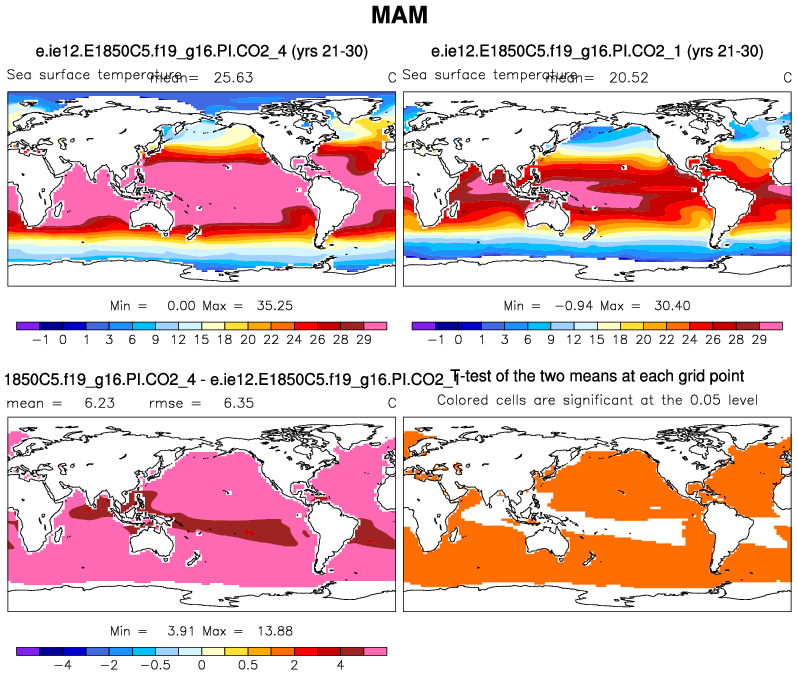 MAM
e.ie12.E1850C5.f19_g16.PI.CO2_4 (yrs 21-30)
Sea surface temperature mean= 25.63 C
Min = 0.00 Max = 35.25
-1 0 1 3 6 9 12 15 18 20 22 24 26 28 29
e.ie12.E1850C5.f19_g16.PI.CO2_1 (yrs 21-30)
Sea surface temperature mean= 20.52 C
Min = -0.94 Max = 30.40
-1 0 1 3 6 9 12 15 18 20 22 24 26 28 29
1850C5.f19_g16.PI.CO2_4 - e.ie12.E1850C5.f19_g16.PI.CO2_1
mean = 6.23 rmse = 6.35 C
Min = 3.91 Max = 13.88
-4 -2 -0.5 0 0.5 2 4
T-test of the two means at each grid point
Colored cells are significant at the 0.05 level